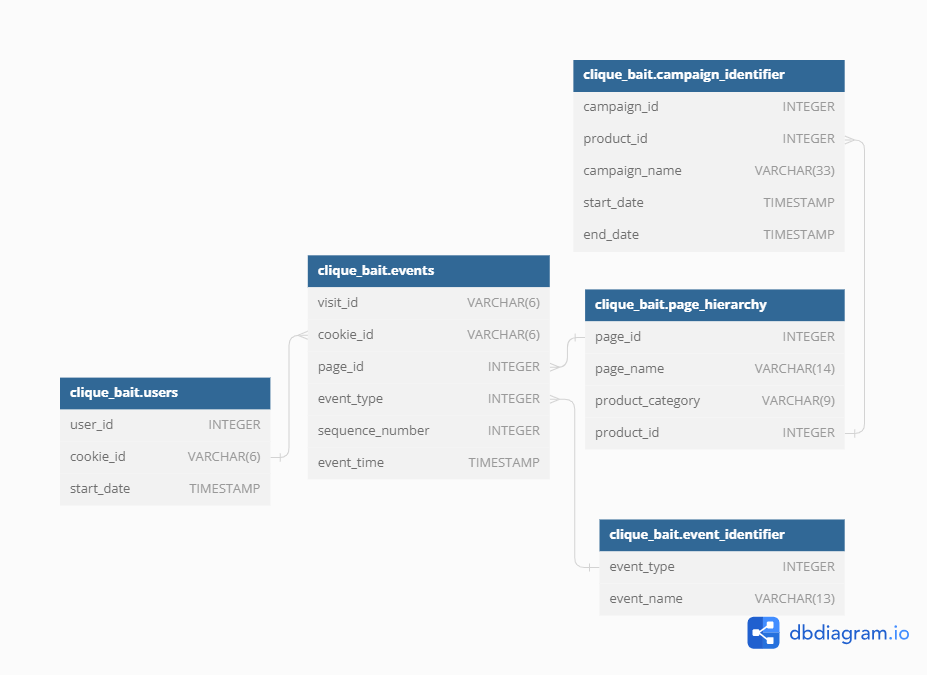 clique_bait.campaign_identifier
campaign_id INTEGER
product_id INTEGER
campaign_name VARCHAR(33)
start_date TIMESTAMP
end_date TIMESTAMP
clique_bait.events
visit_id VARCHAR(6)
cookie_id VARCHAR(6)
page_id INTEGER
event_type INTEGER
sequence_number INTEGER
event_time TIMESTAMP
clique_bait.page_hierarchy
page_id INTEGER
page_name VARCHAR(14)
product_category VARCHAR(9)
product_id INTEGER
clique_bait.users
user_id INTEGER
cookie_id VARCHAR(6)
start_date TIMESTAMP
clique_bait.event_identifier
event_type INTEGER
event_name VARCHAR(13)
dbdiagram.io